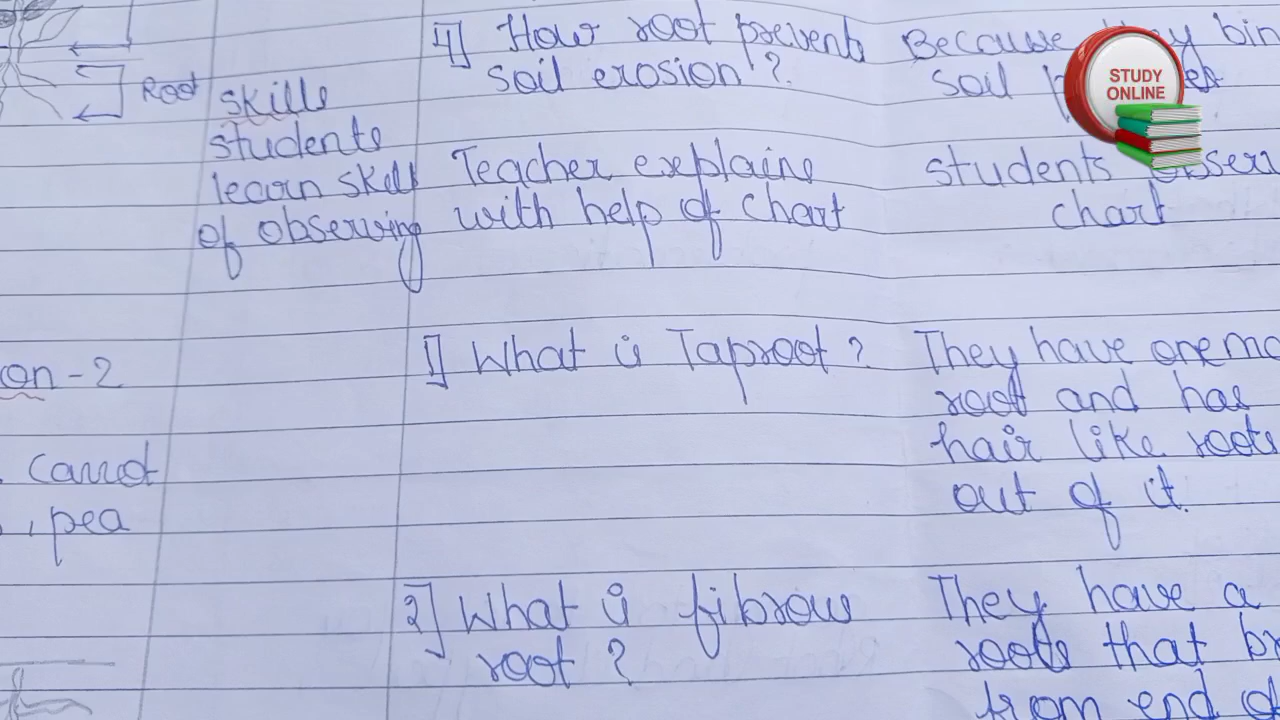 Root
skills
students
learn skill
of observing
on-2
Carrot
, pea
4] How root prevents
soil erosion?
Teacher explains
with help of chart
1] What is Taproot?
2] What is fibrous
root?
Because bin
soil
students
chart
They have one
root and has
hair like roots
out of it.
They have a
roots that
from end of
STUDY
ONLINE